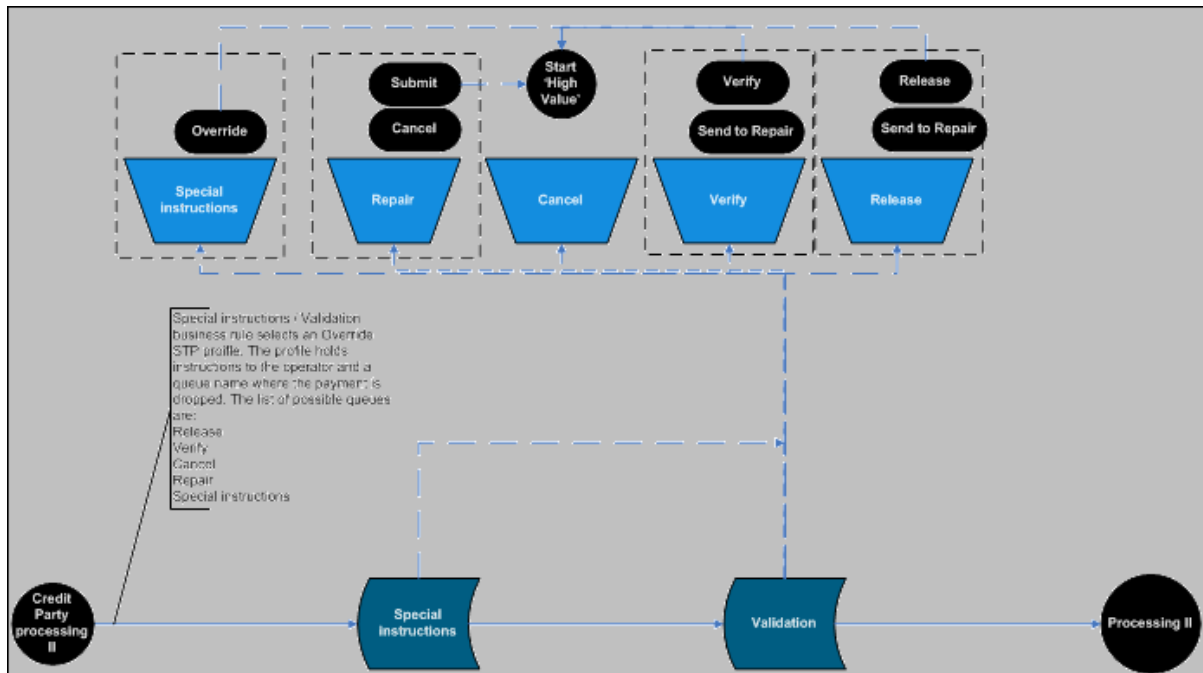 Start
"High
Value"
Submit
Verify
Release
Override
Cancel
Send to Repair
Send to Repair
Special
instructions
Repair
Cancel
Verify
Release
Special instructions / Validation
business rule selects an Override
STP profile. The profile holds
instructions to the operator and a
queue name where the payment is
dropped. The list of possible queues
are:
Release
Verify
Cancel
Repair
Special instructions
Credit
Party
processing
II
Special
instructions
Validation
Processing II